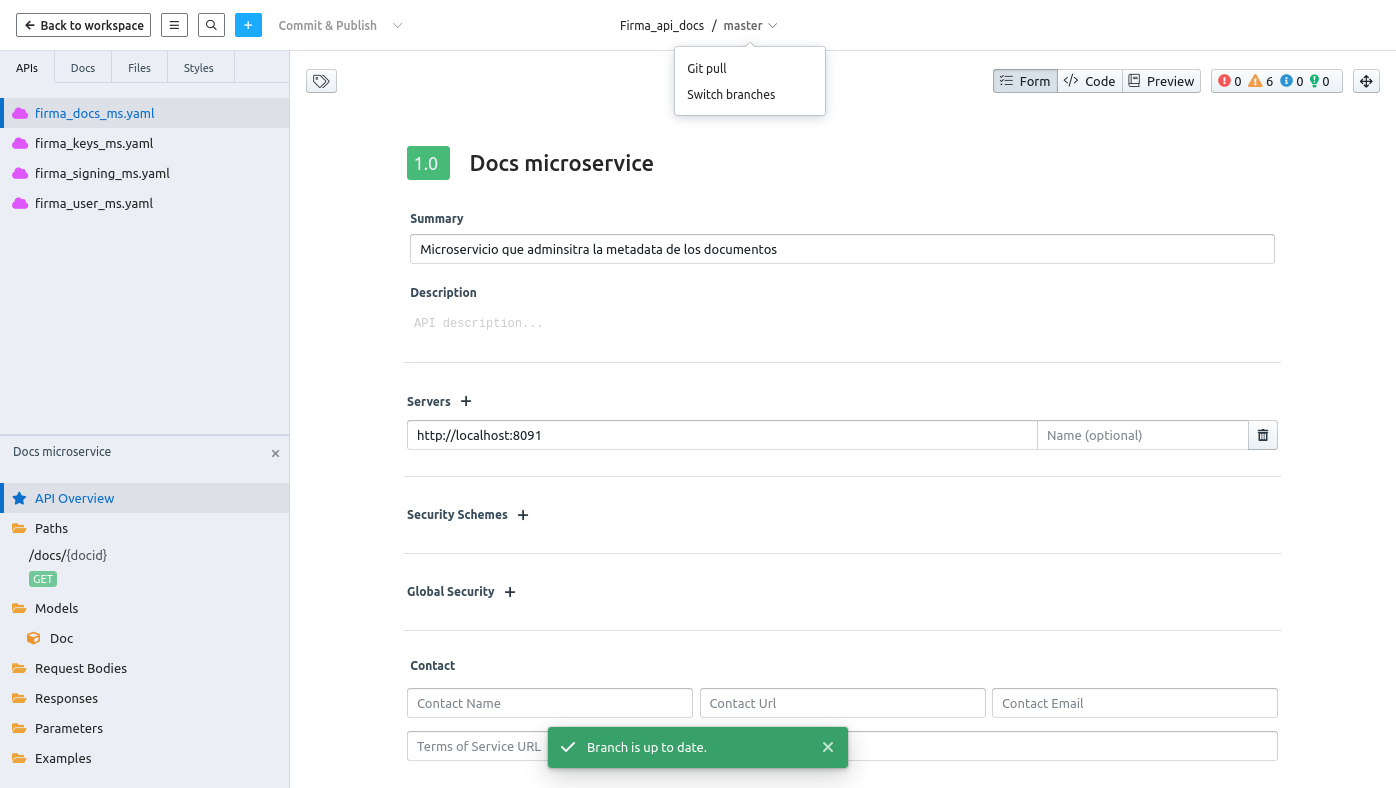 Back to workspace
Commit & Publish
Firma_api_docs / master
Git pull
Switch branches
APIs Docs Files Styles
Form Code Preview 0 6 0 0
firma_docs_ms.yaml
firma_keys_ms.yaml
firma_signing_ms.yaml
firma_user_ms.yaml
1.0 Docs microservice
Summary
Microservicio que adminsitra la metadata de los documentos
Description
API description...
Servers
http://localhost:8091 Name (optional)
Security Schemes
Global Security
Contact
Contact Name Contact Url Contact Email
Terms of Service URL
Branch is up to date.
Docs microservice
API Overview
Paths
/docs/{docid}
GET
Models
Doc
Request Bodies
Responses
Parameters
Examples